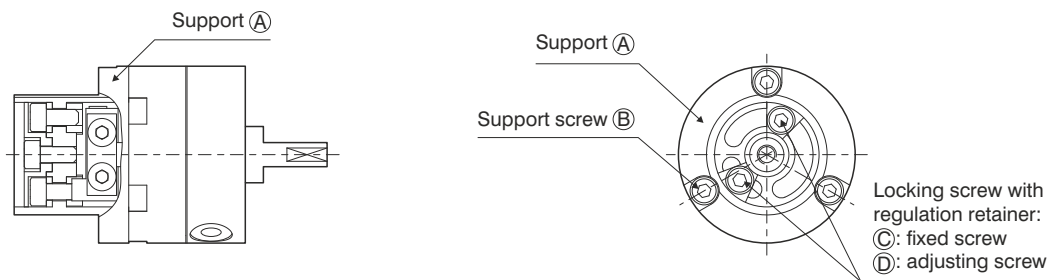 Support Ⓐ
Support Ⓐ
Support screw Ⓑ
Locking screw with
regulation retainer:
Ⓒ: fixed screw
Ⓓ: adjusting screw